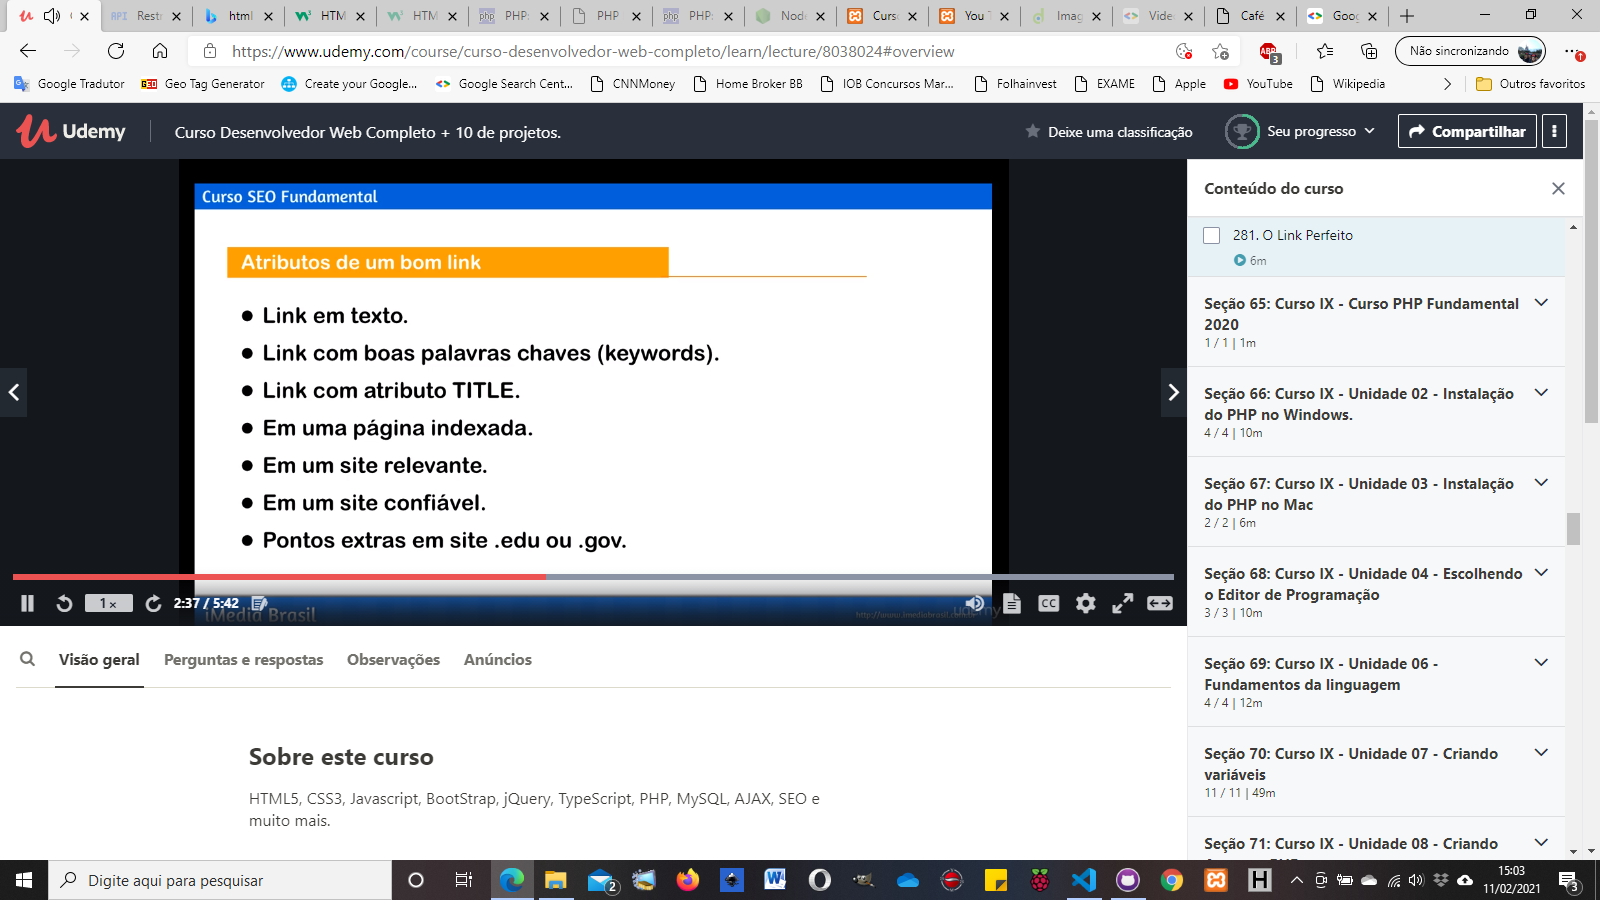 Restr
html
HTM
HTM
PHP:
PHP
PHP:
Node
Curso
You T
Imag
Vide
Café
Goog
https://www.udemy.com/course/curso-desenvolvedor-web-completo/learn/lecture/8038024#overview
ABP
3
Não sincronizando
1
Google Tradutor
GEO
Geo Tag Generator
Create your Google...
Google Search Cent...
CNNMoney
Home Broker BB
IOB Concursos Mar...
Folhainvest
EXAME
Apple
YouTube
Wikipedia
Outros favoritos
Udemy
Curso Desenvolvedor Web Completo + 10 de projetos.
Deixe uma classificação
Seu progresso
Compartilhar
Curso SEO Fundamental
Atributos de um bom link
● Link em texto.
● Link com boas palavras chaves (keywords).
● Link com atributo TITLE.
● Em uma página indexada.
● Em um site relevante.
● Em um site confiável.
● Pontos extras em site .edu ou .gov.
1 x
2:37 / 5:42
iMedia Brasil
udemy
CC
Visão geral
Perguntas e respostas
Observações
Anúncios
Sobre este curso
HTML5, CSS3, Javascript, BootStrap, jQuery, TypeScript, PHP, MySQL, AJAX, SEO e
muito mais.
Conteúdo do curso
281. O Link Perfeito
6m
Seção 65: Curso IX - Curso PHP Fundamental
2020
1 / 1 | 1m
Seção 66: Curso IX - Unidade 02 - Instalação
do PHP no Windows.
4 / 4 | 10m
Seção 67: Curso IX - Unidade 03 - Instalação
do PHP no Mac
2 / 2 | 6m
Seção 68: Curso IX - Unidade 04 - Escolhendo
o Editor de Programação
3 / 3 | 10m
Seção 69: Curso IX - Unidade 06 -
Fundamentos da linguagem
4 / 4 | 12m
Seção 70: Curso IX - Unidade 07 - Criando
variáveis
11 / 11 | 49m
Seção 71: Curso IX - Unidade 08 - Criando
Digite aqui para pesquisar
2
15:03
11/02/2021
3